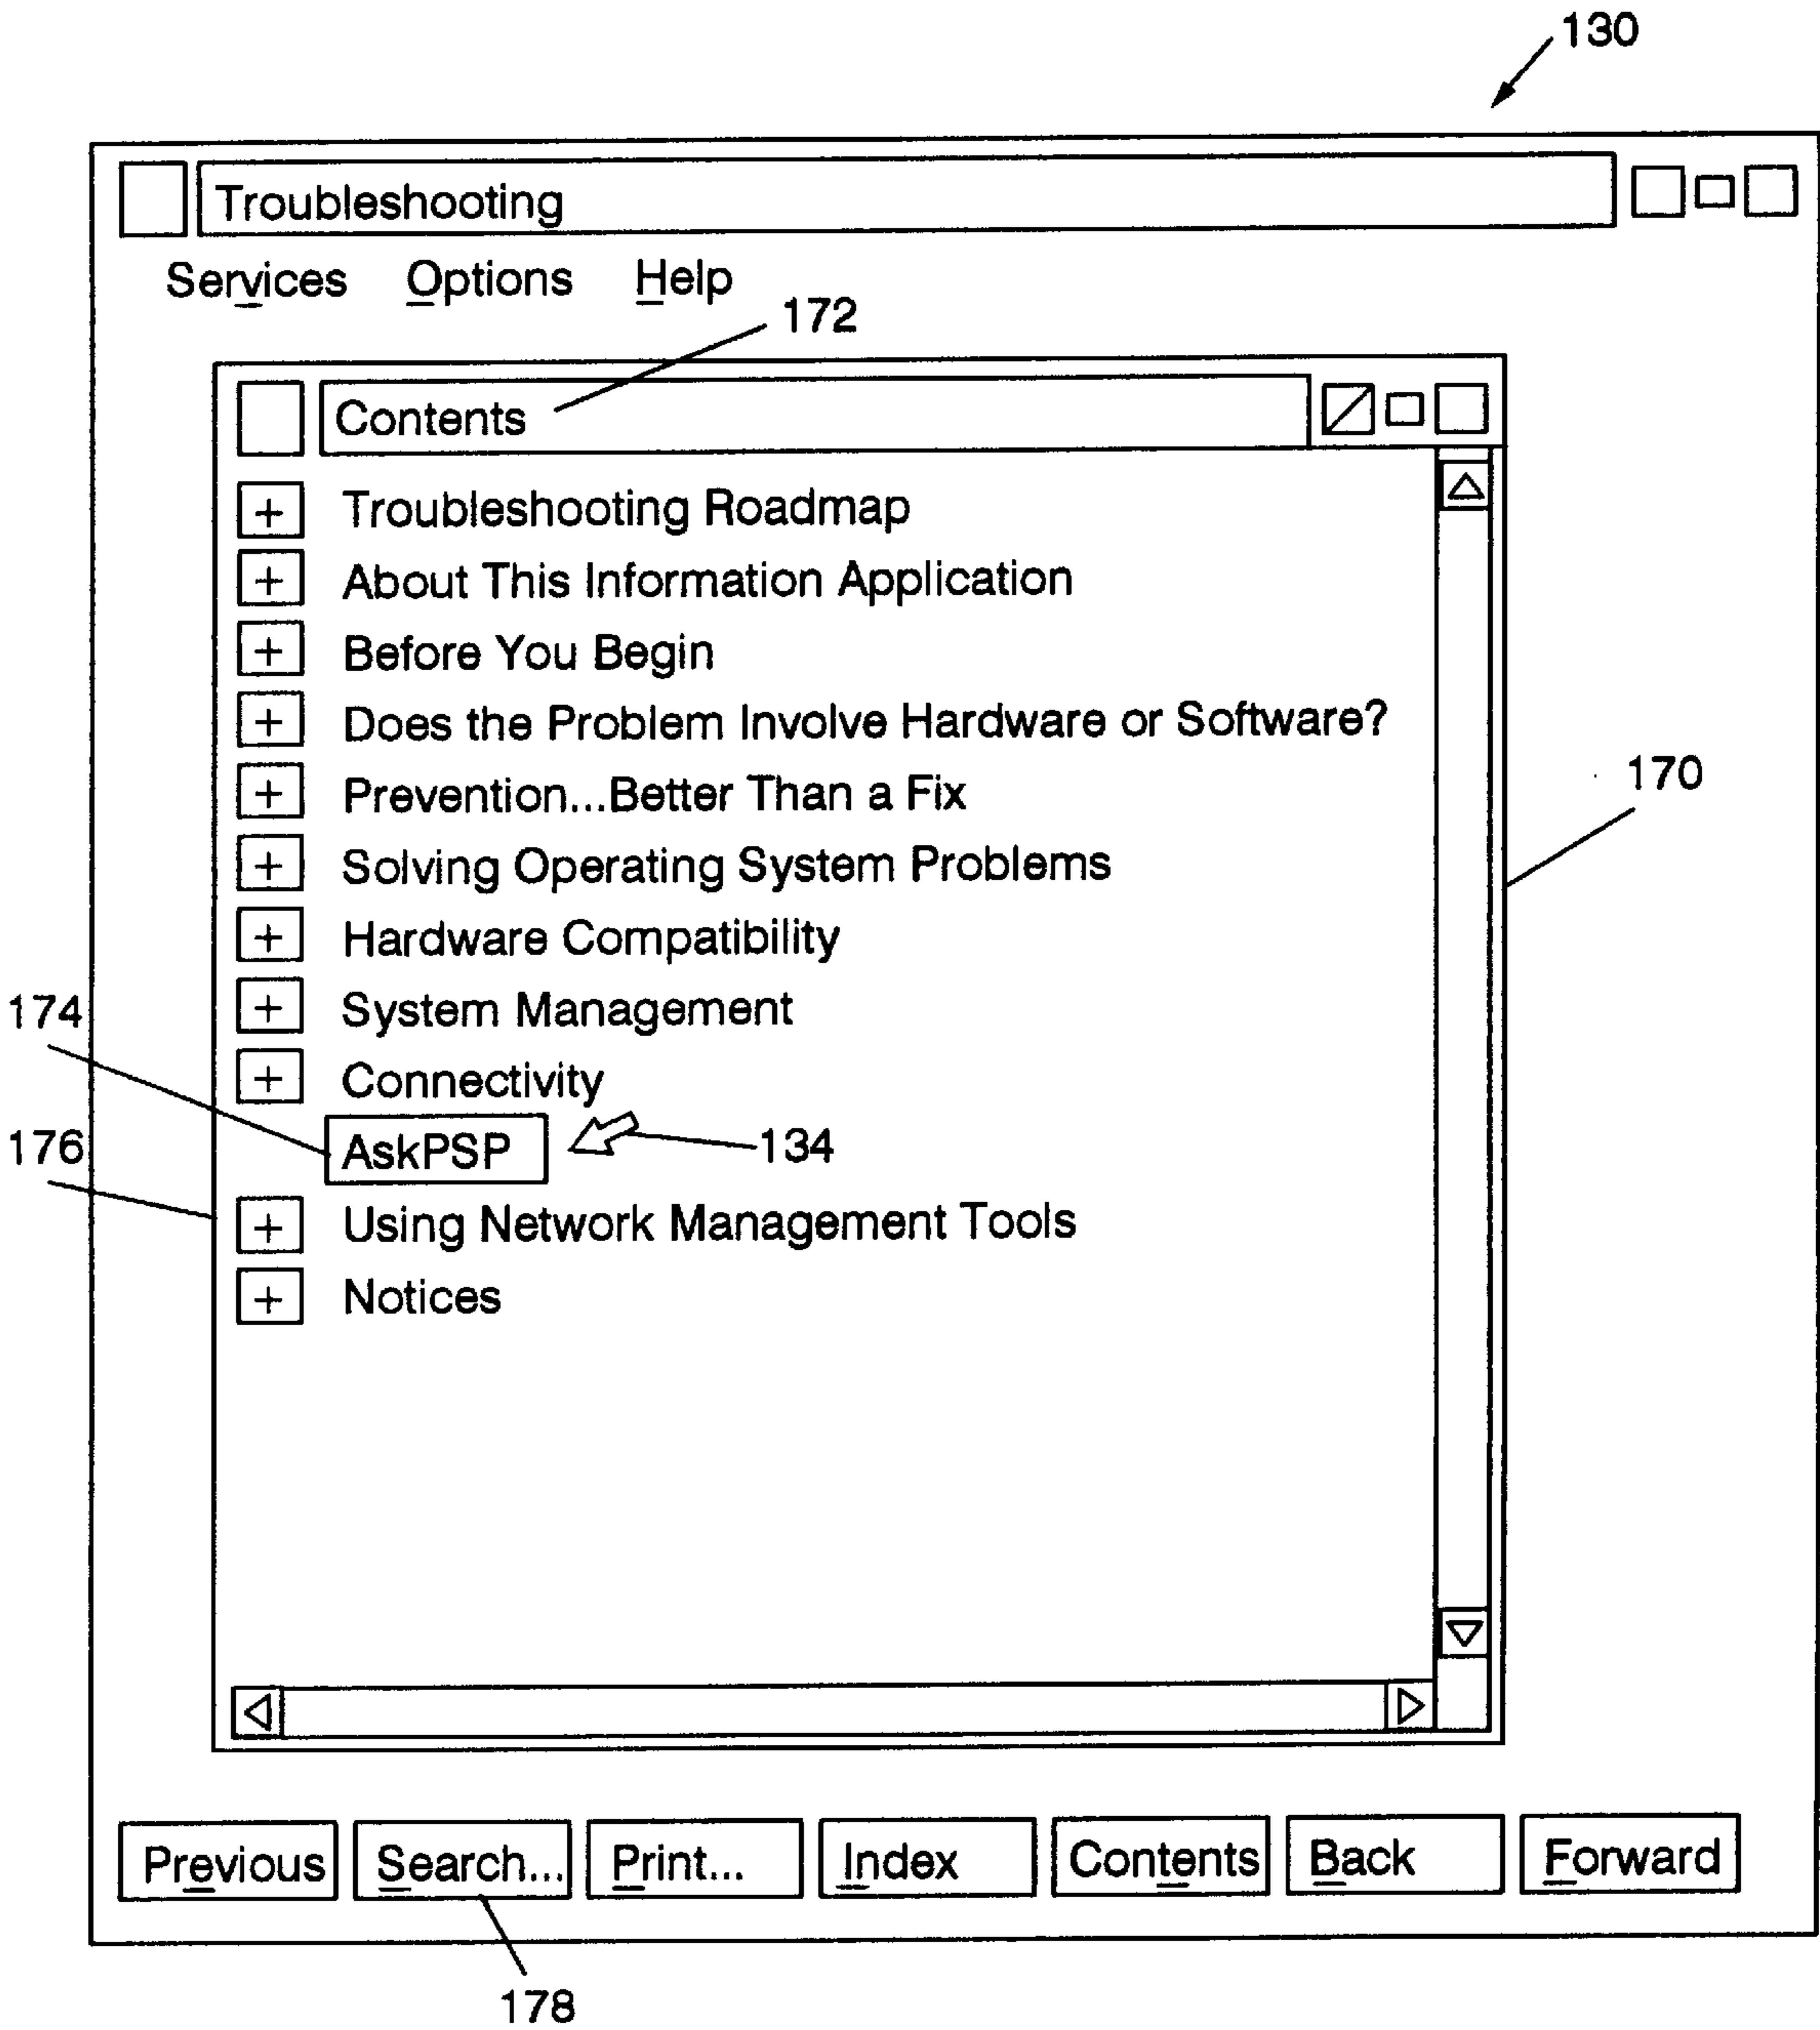 130
Troubleshooting
Services Options Help
172
Contents
+ Troubleshooting Roadmap
+ About This Information Application
+ Before You Begin
+ Does the Problem Involve Hardware or Software?
170
+ Prevention...Better Than a Fix
+ Solving Operating System Problems
+ Hardware Compatibility
174
+ System Management
+ Connectivity
176
AskPSP 134
+ Using Network Management Tools
+ Notices
Previous Search... Print... Index Contents Back Forward
178